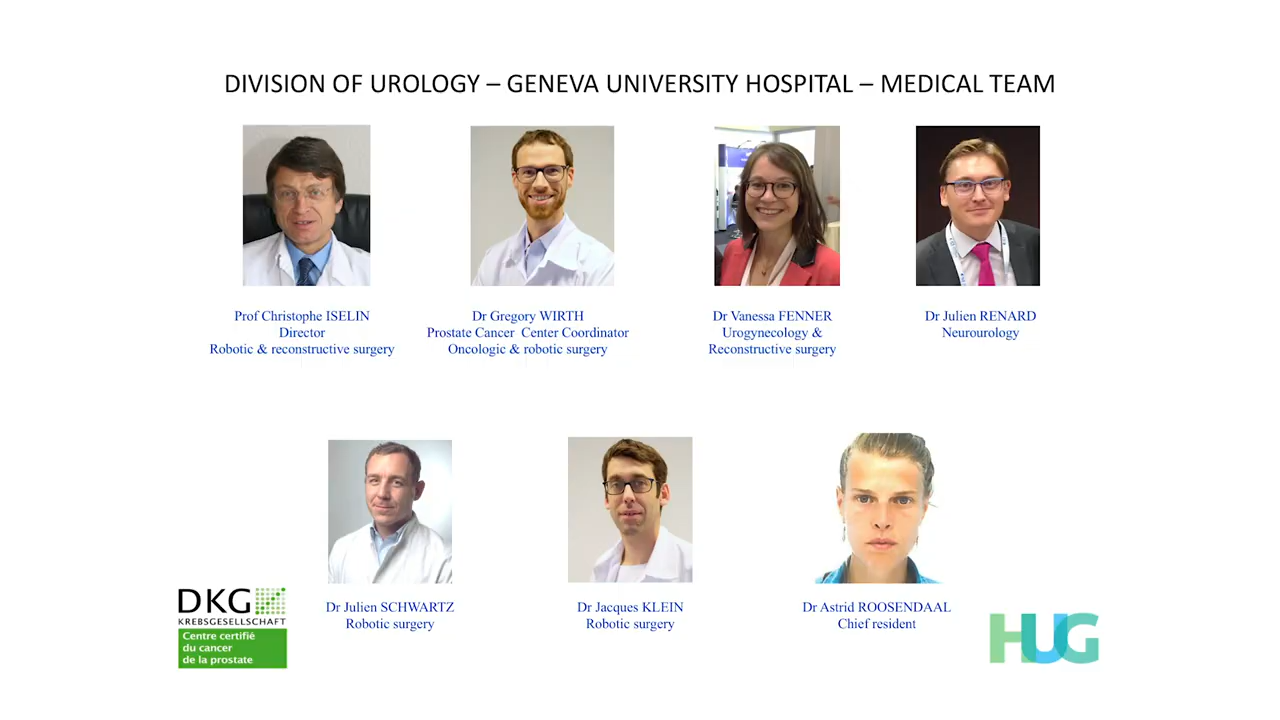 DIVISION OF UROLOGY – GENEVA UNIVERSITY HOSPITAL – MEDICAL TEAM
Prof Christophe ISELIN
Director
Robotic & reconstructive surgery
Dr Gregory WIRTH
Prostate Cancer Center Coordinator
Oncologic & robotic surgery
Dr Vanessa FENNER
Urogynecology &
Reconstructive surgery
Dr Julien RENARD
Neurourology
Dr Julien SCHWARTZ
Robotic surgery
Dr Jacques KLEIN
Robotic surgery
Dr Astrid ROOSENDAAL
Chief resident
DKG
KREBSGESELLSCHAFT
Centre certifié
du cancer
de la prostate
HUG